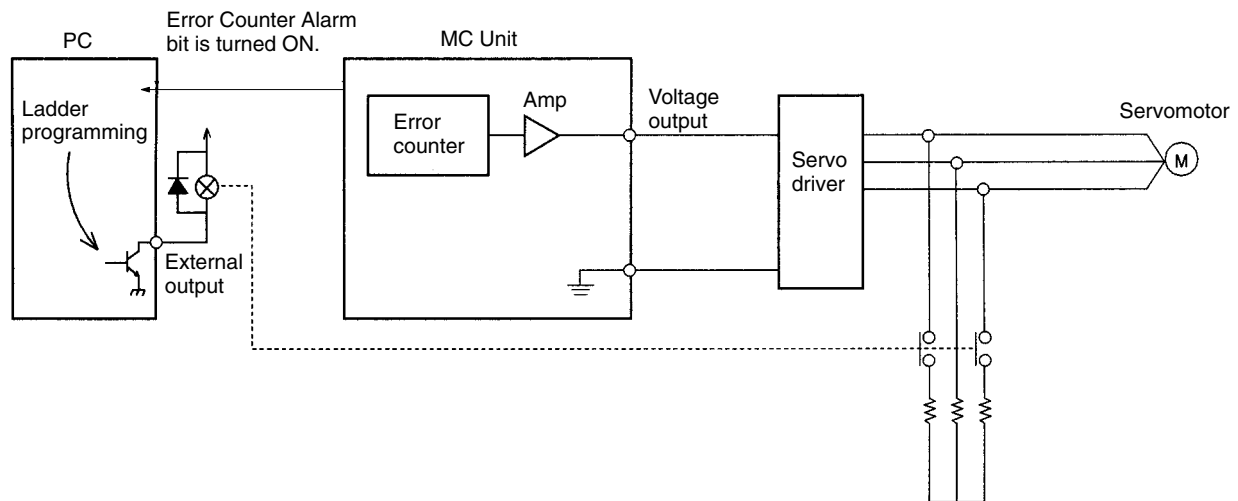 Error Counter Alarm
bit is turned ON.
PC
MC Unit
Ladder
programming
Error
counter
Amp
Voltage
output
Servo
driver
Servomotor
M
External
output